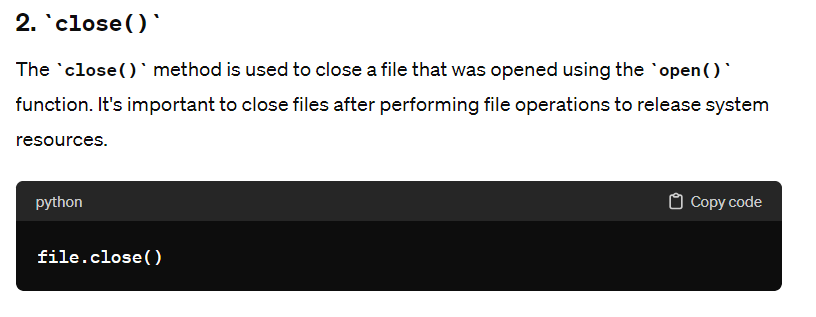 2. `close()`
The `close()` method is used to close a file that was opened using the `open()`
function. It's important to close files after performing file operations to release system
resources.
python
Copy code
file.close()